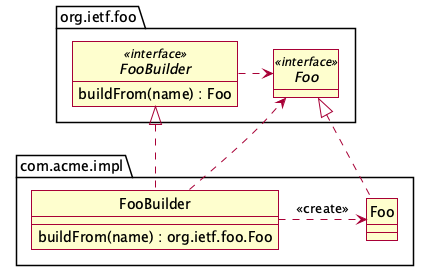 org.ietf.foo
«interface»
FooBuilder
buildFrom(name) : Foo
«interface»
Foo
com.acme.impl
FooBuilder
buildFrom(name) : org.ietf.foo.Foo
«create»
Foo